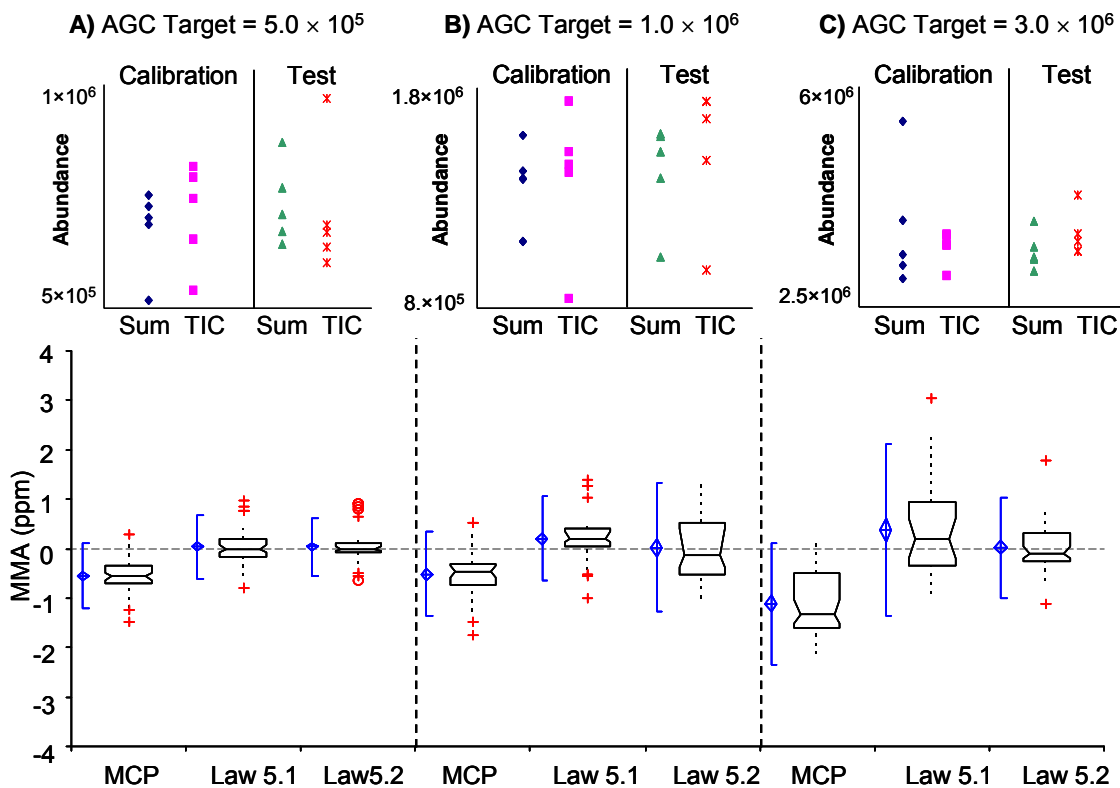 A) AGC Target = 5.0 × 10⁵
B) AGC Target = 1.0 × 10⁶
C) AGC Target = 3.0 × 10⁶
Calibration Test
1×10⁶
Abundance
5×10⁵
Sum TIC Sum TIC
Calibration Test
1.8×10⁶
Abundance
8.×10⁵
Sum TIC Sum TIC
Calibration Test
6×10⁶
Abundance
2.5×10⁶
Sum TIC Sum TIC
MMA (ppm)
4
3
2
1
0
-1
-2
-3
-4
MCP Law 5.1 Law5.2 MCP Law 5.1 Law 5.2 MCP Law 5.1 Law 5.2